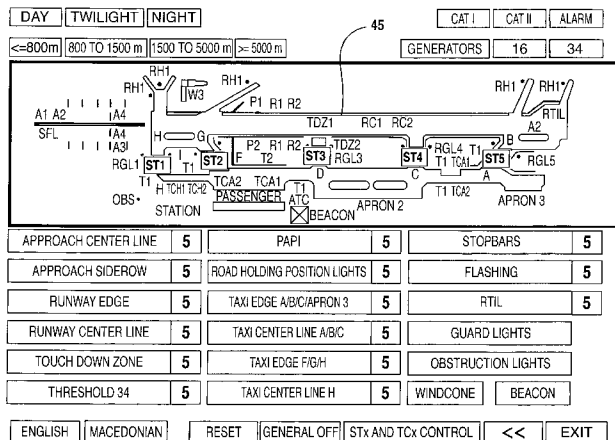 DAY TWILIGHT NIGHT CAT I CAT II ALARM
45
<=800m 800 TO 1500 m 1500 TO 5000 m >= 5000 m GENERATORS 16 34
RH1 RH1 RH1 RH1 RH1
W3 P1 R1 R2 RTIL
A1 A2 A4 TDZ1 RC1 RC2 A2
SFL A4 H G P2 R1 R2 TDZ2 RGL4 T1 B
A3
RGL1 ST1 T1 ST2 F T2 ST3 RGL3 ST4 T1 TCA1 ST5 RGL5
T1 H TCH1 TCH2 TCA2 TCA1 T1 D C T1 TCA2 A
OBS PASSENGER ATC APRON 2 APRON 3
STATION BEACON
APPROACH CENTER LINE 5 PAPI 5 STOPBARS 5
APPROACH SIDEROW 5 ROAD HOLDING POSITION LIGHTS 5 FLASHING 5
RUNWAY EDGE 5 TAXI EDGE A/B/C/APRON 3 5 RTIL 5
RUNWAY CENTER LINE 5 TAXI CENTER LINE A/B/C 5 GUARD LIGHTS
TOUCH DOWN ZONE 5 TAXI EDGE F/G/H 5 OBSTRUCTION LIGHTS
THRESHOLD 34 5 TAXI CENTER LINE H 5 WINDCONE BEACON
ENGLISH MACEDONIAN RESET GENERAL OFF STx AND TCx CONTROL << EXIT